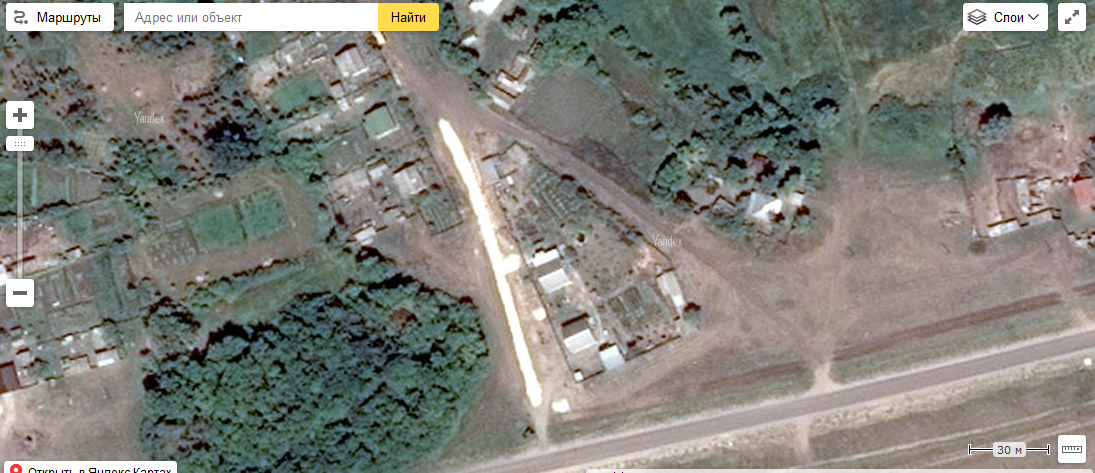 Маршруты
Адрес или объект
Найти
Слои
Yandex
Yandex
30 м
Открыть в Яндекс.Картах